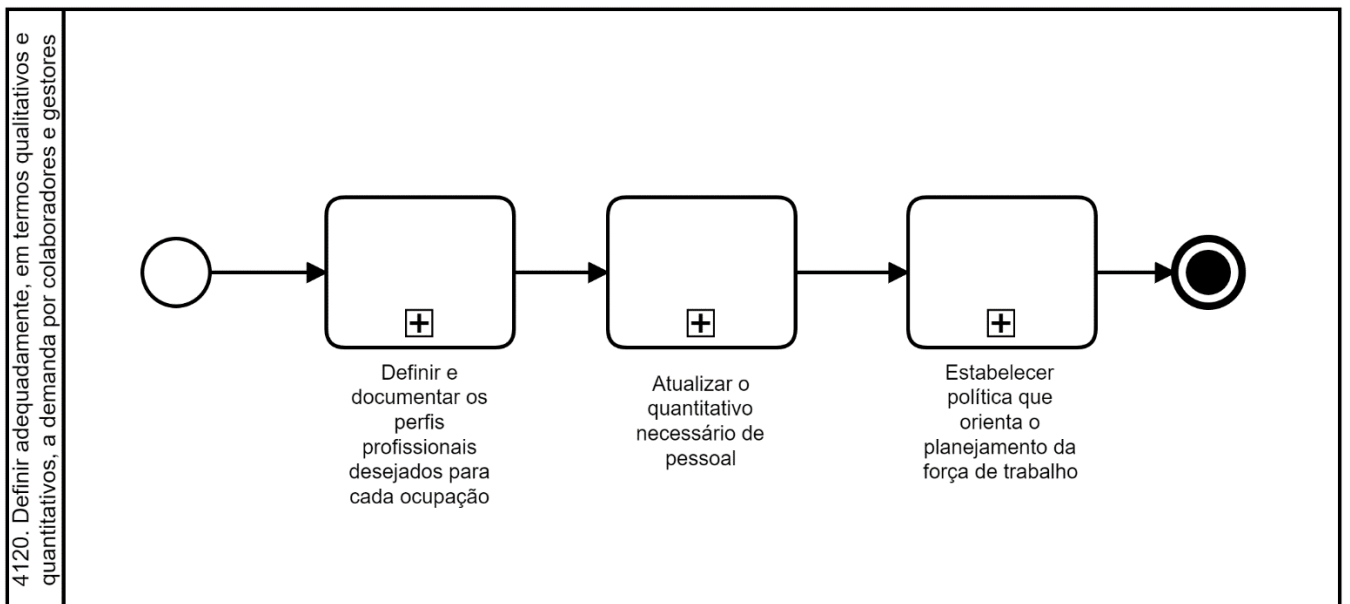 4120. Definir adequadamente, em termos qualitativos e
quantitativos, a demanda por colaboradores e gestores
Definir e
documentar os
perfis
profissionais
desejados para
cada ocupação
Atualizar o
quantitativo
necessário de
pessoal
Estabelecer
política que
orienta o
planejamento da
força de trabalho